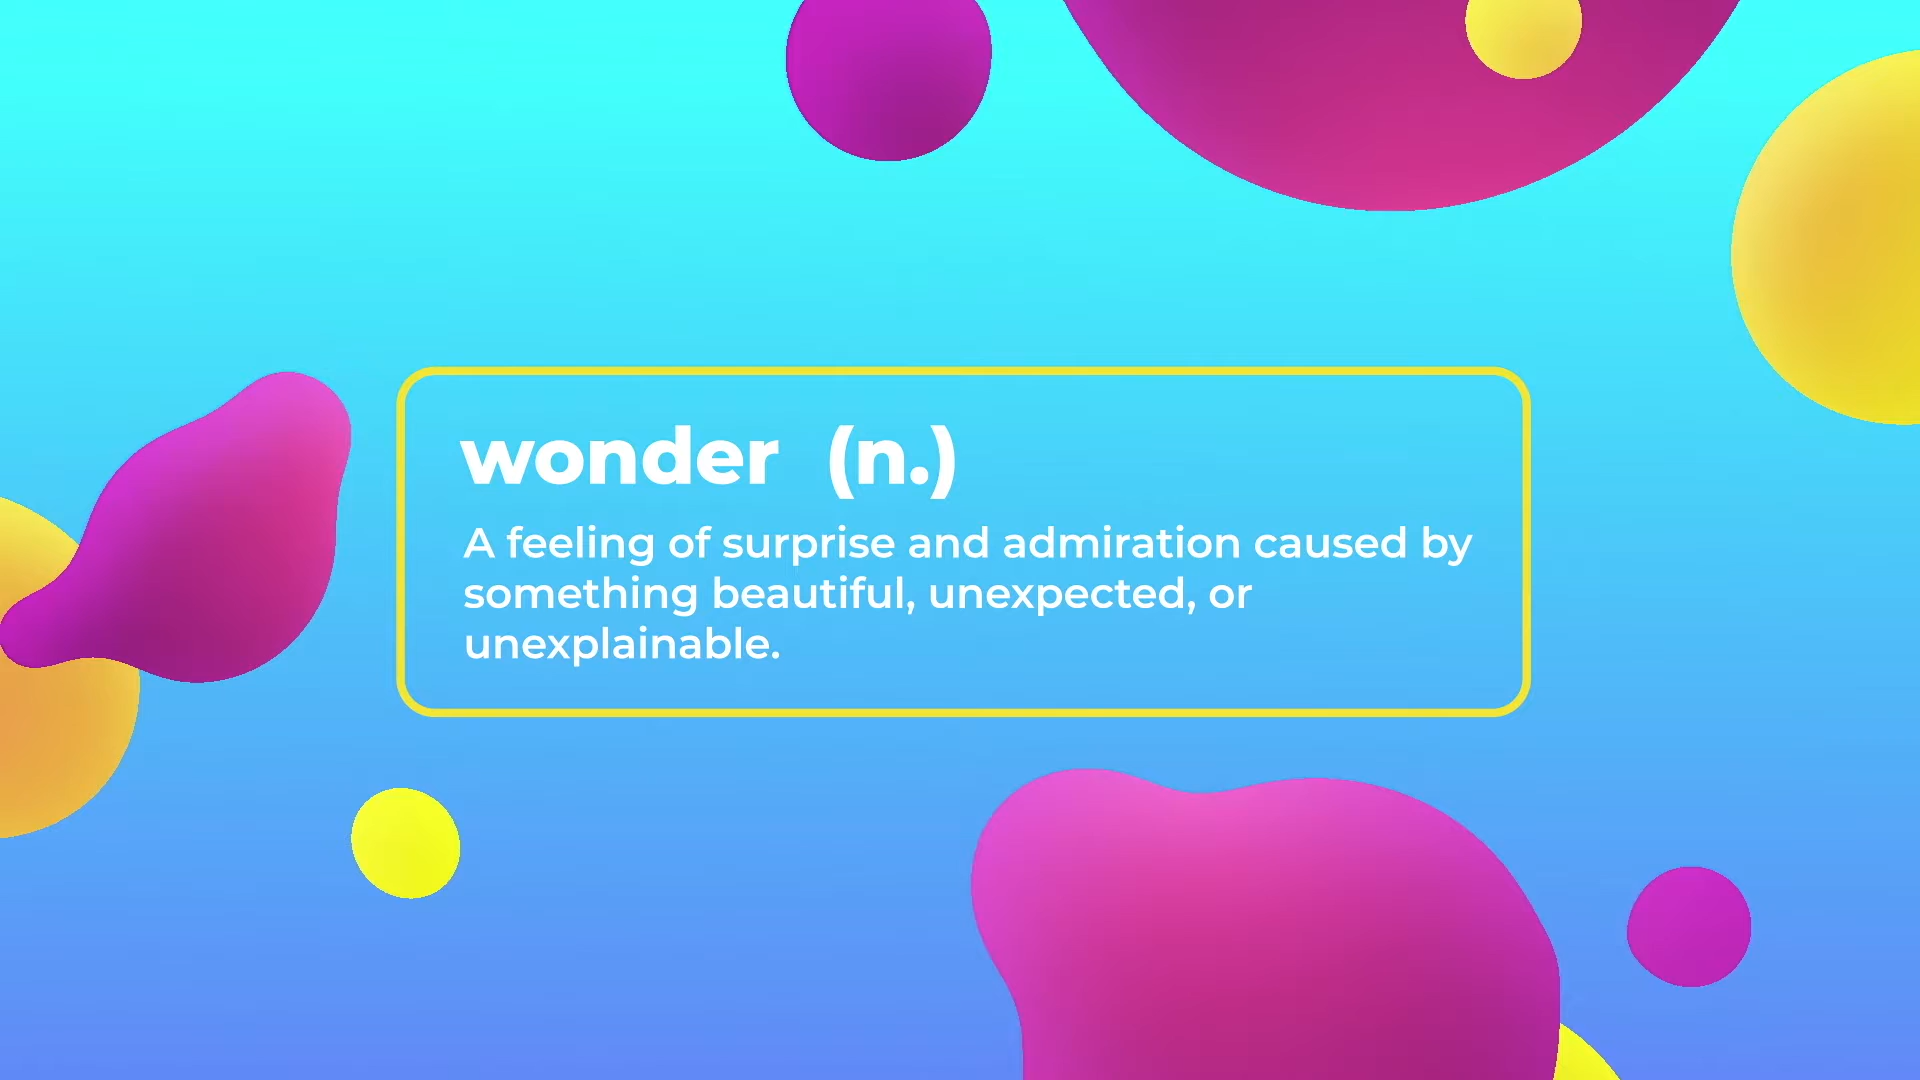 wonder (n.)
A feeling of surprise and admiration caused by
something beautiful, unexpected, or
unexplainable.